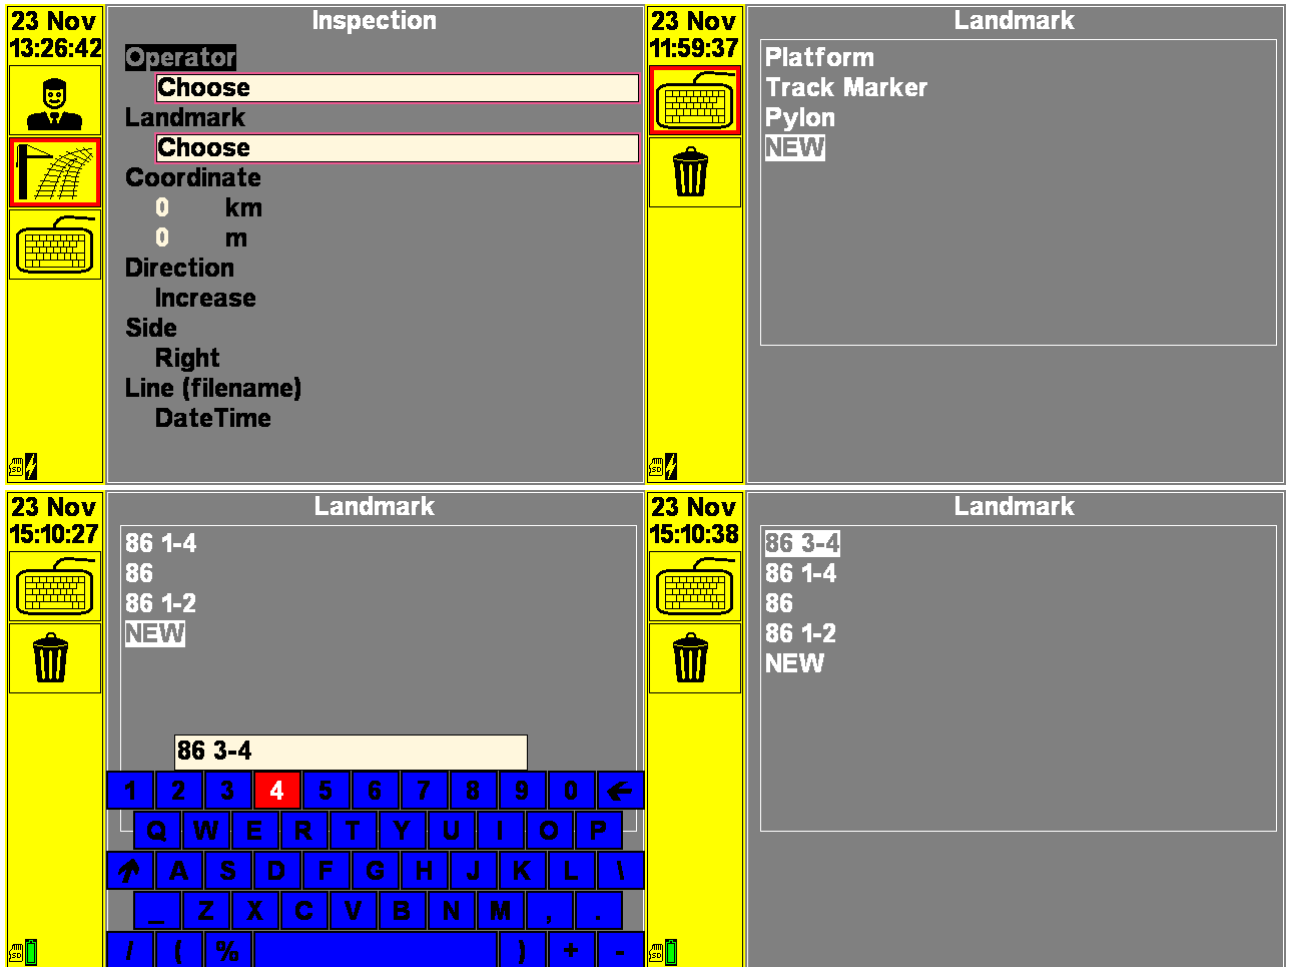 23 Nov
13:26:42
Inspection
Operator
Choose
Landmark
Choose
Coordinate
0 km
0 m
Direction
Increase
Side
Right
Line (filename)
DateTime
SD
23 Nov
11:59:37
Landmark
Platform
Track Marker
Pylon
NEW
SD
23 Nov
15:10:27
Landmark
86 1-4
86
86 1-2
NEW
86 3-4
1 2 3 4 5 6 7 8 9 0
Q W E R T Y U I O P
A S D F G H J K L \
_ Z X C V B N M , .
/ ( % ) + -
SD
23 Nov
15:10:38
Landmark
86 3-4
86 1-4
86
86 1-2
NEW
SD